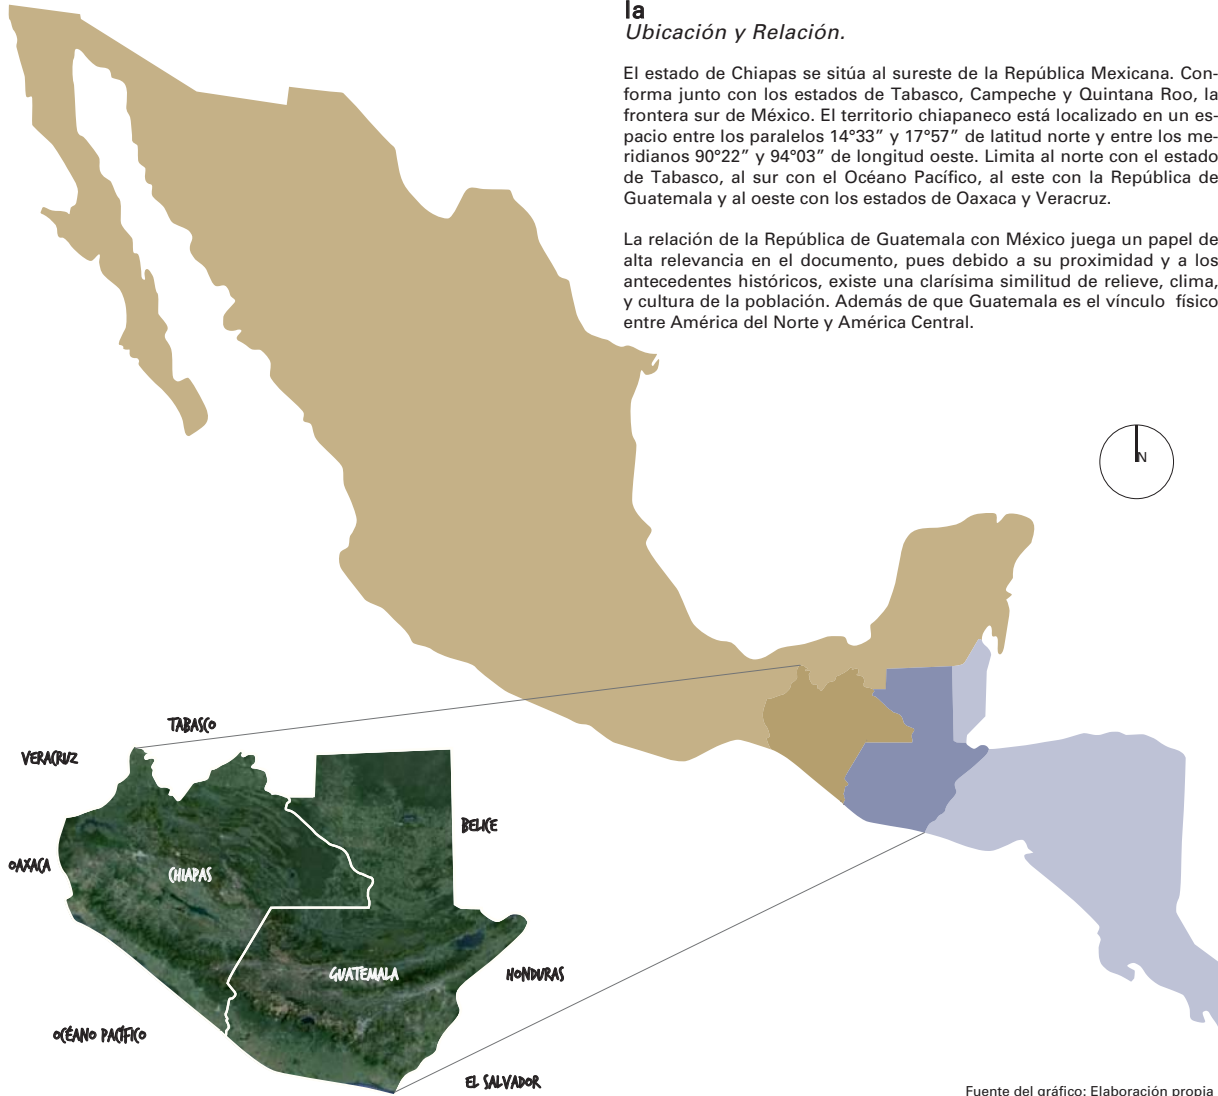 la
Ubicación y Relación.
El estado de Chiapas se sitúa al sureste de la República Mexicana. Con-
forma junto con los estados de Tabasco, Campeche y Quintana Roo, la
frontera sur de México. El territorio chiapaneco está localizado en un es-
pacio entre los paralelos 14°33” y 17°57” de latitud norte y entre los me-
ridianos 90°22” y 94°03” de longitud oeste. Limita al norte con el estado
de Tabasco, al sur con el Océano Pacífico, al este con la República de
Guatemala y al oeste con los estados de Oaxaca y Veracruz.
La relación de la República de Guatemala con México juega un papel de
alta relevancia en el documento, pues debido a su proximidad y a los
antecedentes históricos, existe una clarísima similitud de relieve, clima,
y cultura de la población. Además de que Guatemala es el vínculo físico
entre América del Norte y América Central.
N
TABASCO
VERACRUZ
BELICE
OAXACA
CHIAPAS
GUATEMALA
HONDURAS
OCÉANO PACÍFICO
EL SALVADOR
Fuente del gráfico: Elaboración propia